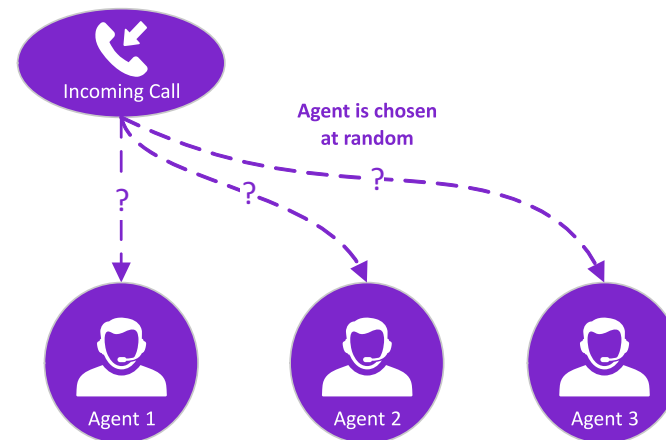 Incoming Call
Agent is chosen
at random
?
?
?
Agent 1
Agent 2
Agent 3